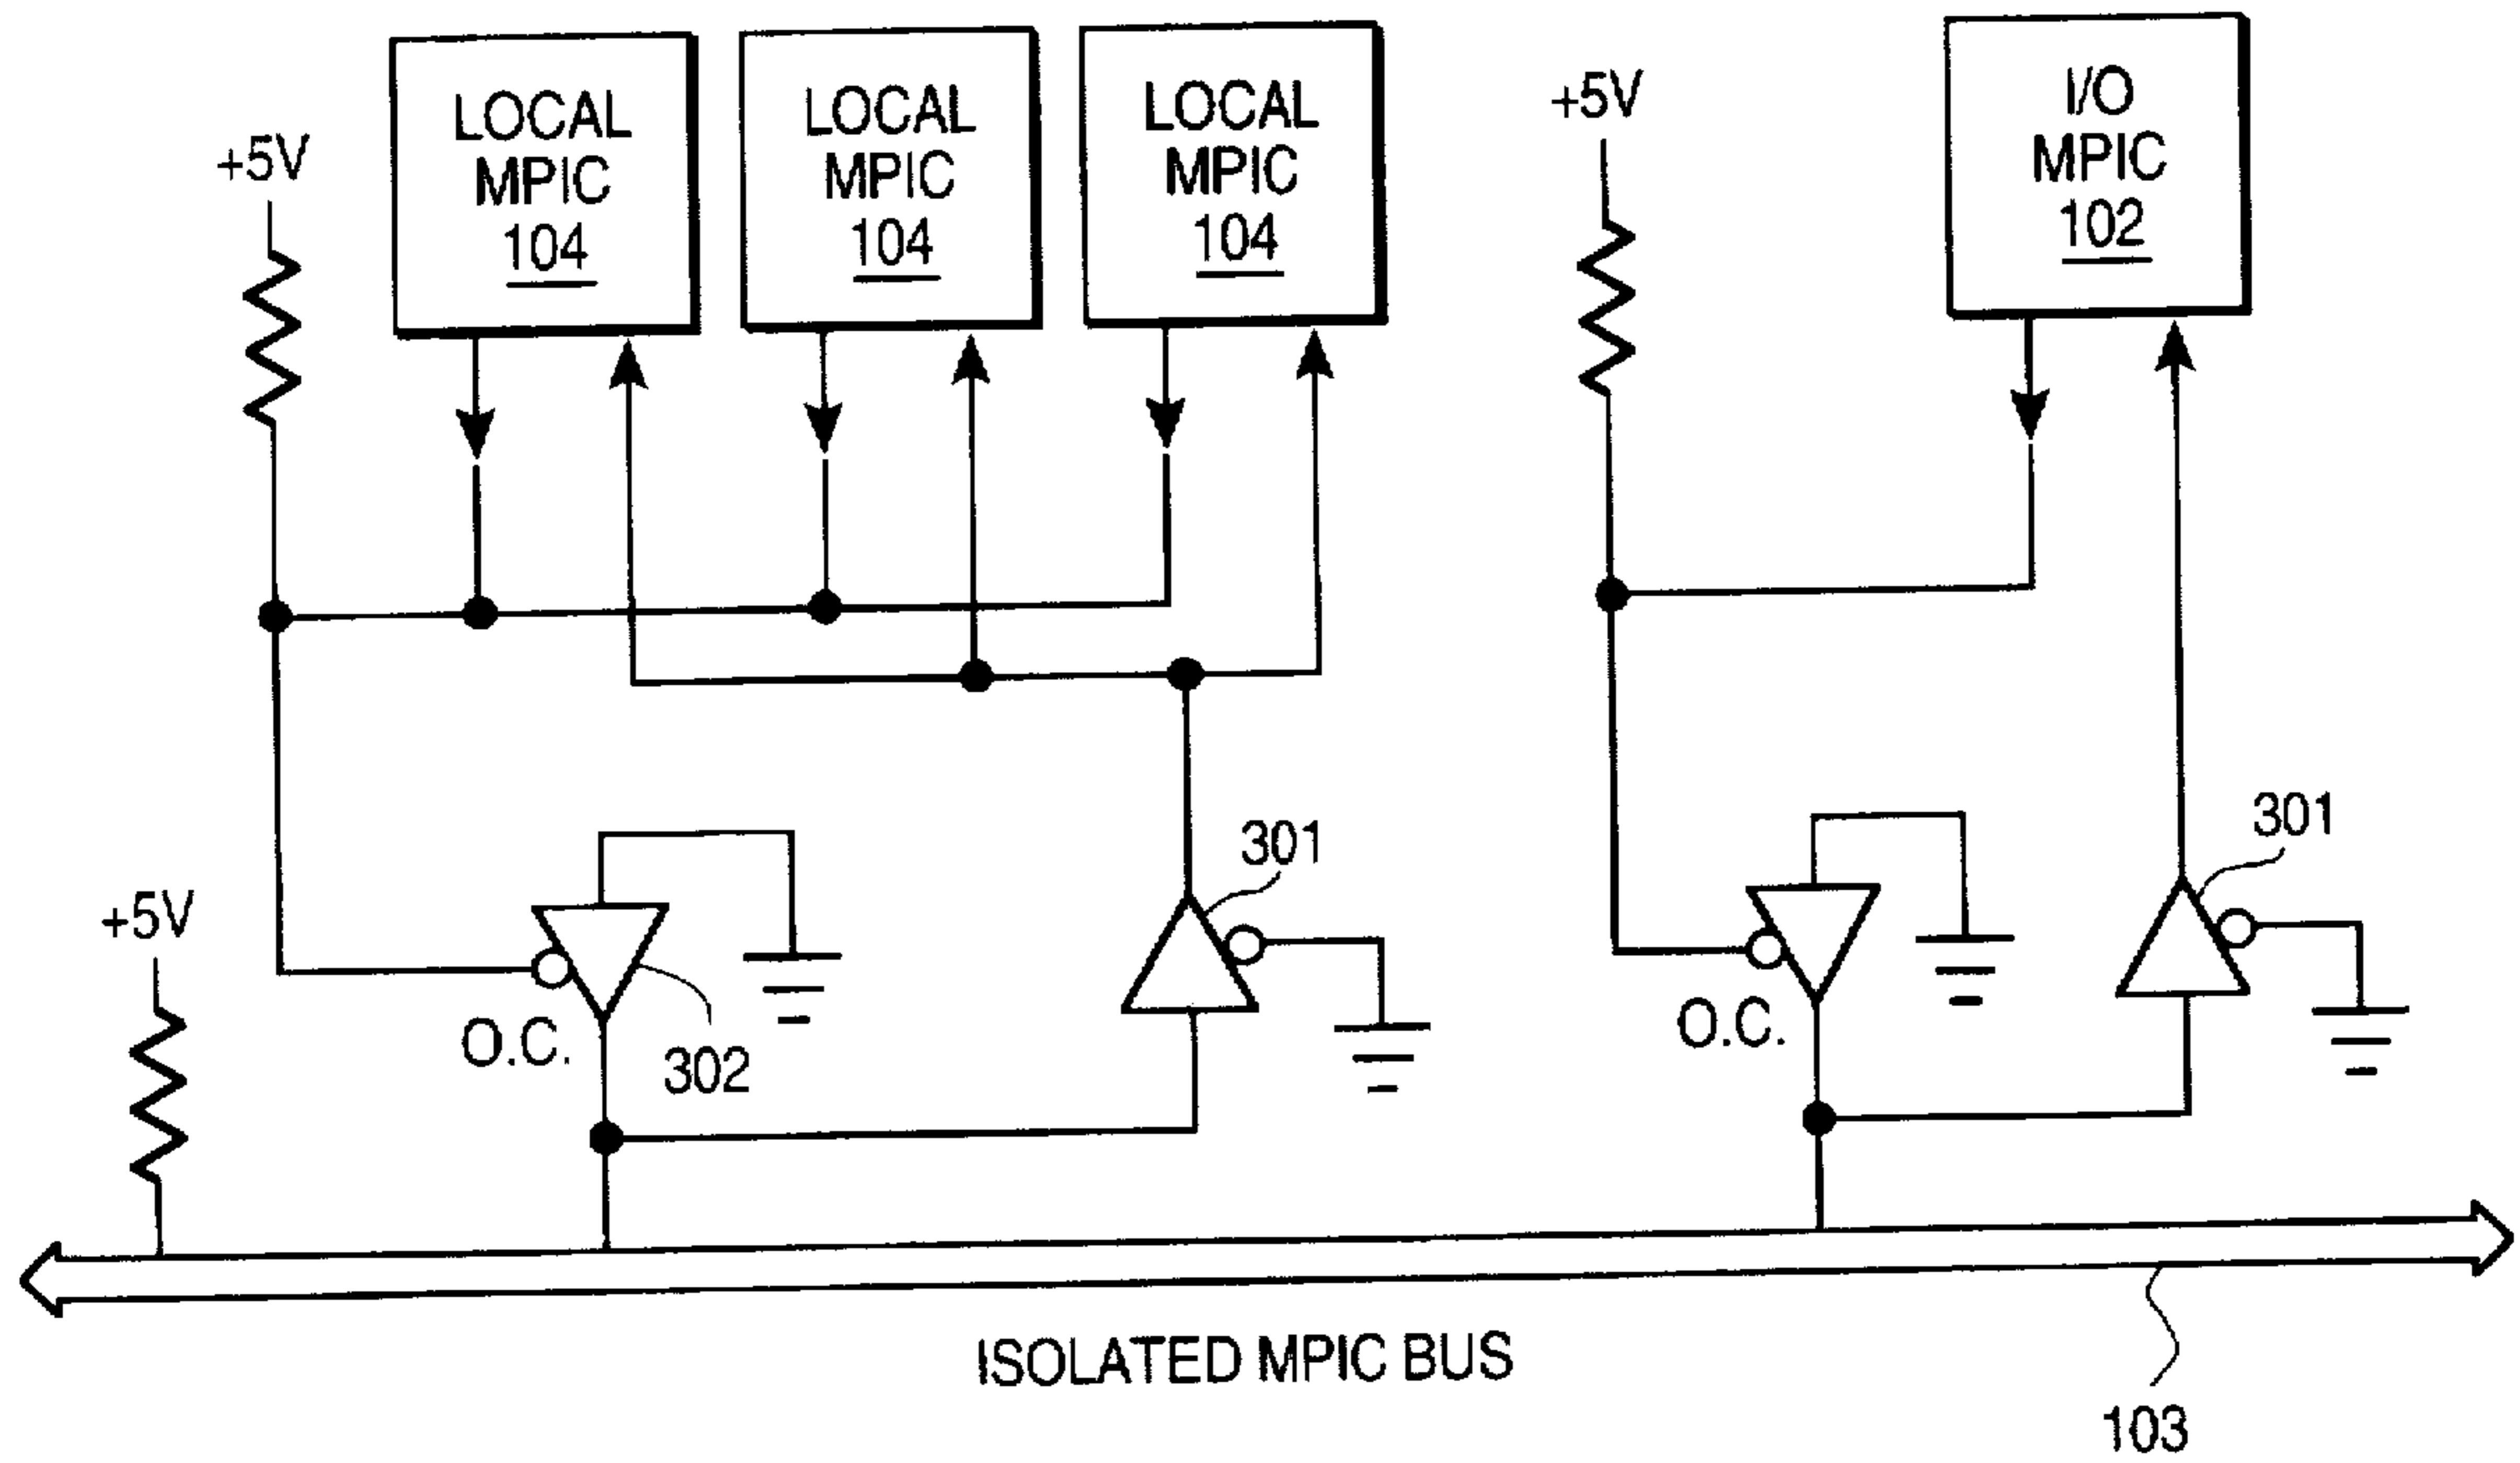 +5V
LOCAL
MPIC
104
LOCAL
MPIC
104
LOCAL
MPIC
104
+5V
I/O
MPIC
102
+5V
O.C.
302
301
O.C.
301
ISOLATED MPIC BUS
103